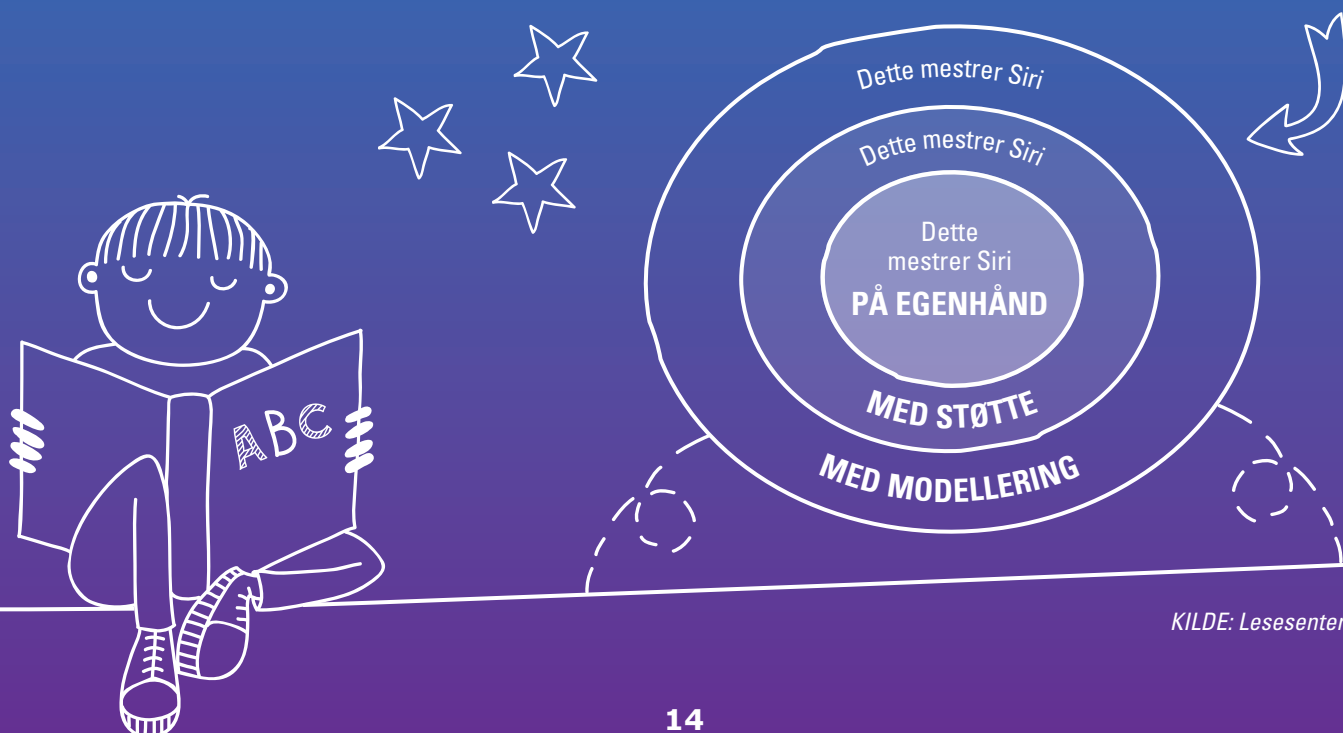 Dette mestrer Siri
Dette mestrer Siri
Dette
mestrer Siri
PÅ EGENHÅND
MED STØTTE
MED MODELLERING
ABC
KILDE: Lesesenter
14